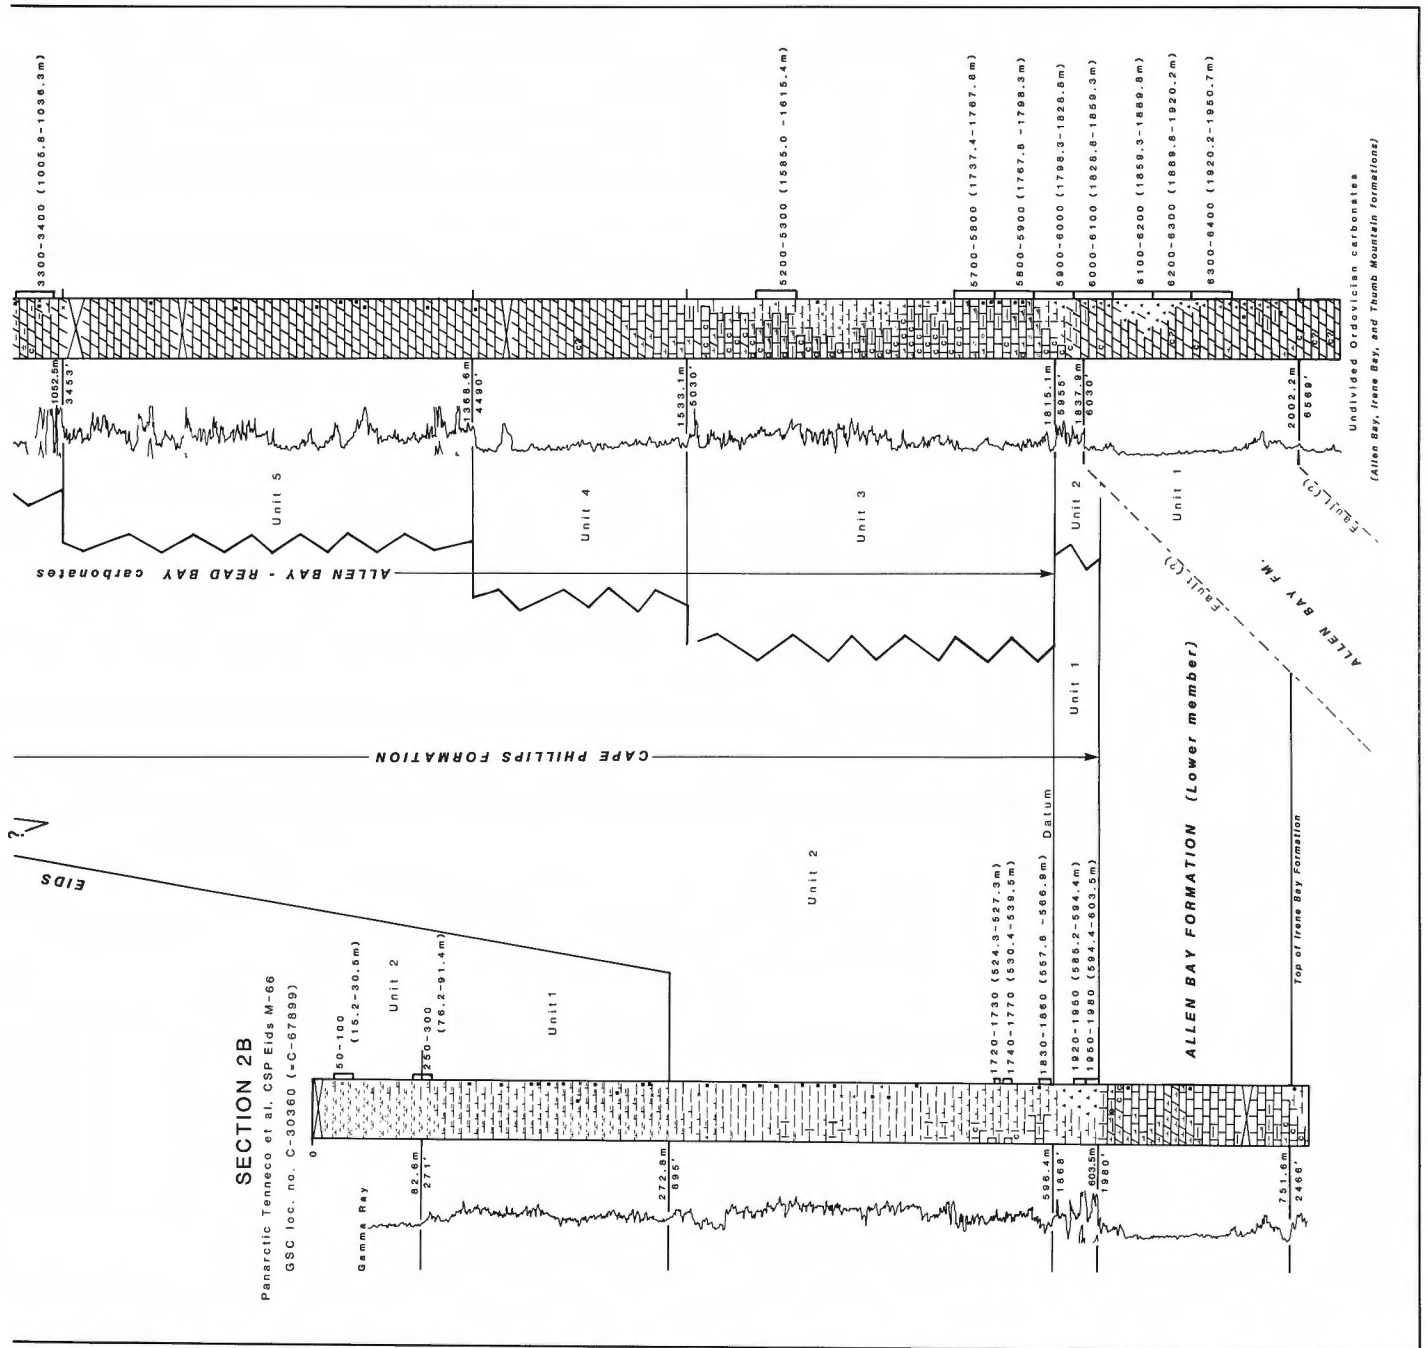 3300-3400 (1005.8-1036.3m)
5200-5300 (1585.0 -1615.4m)
5700-5800 (1737.4-1767.8m)
5800-5900 (1767.8 -1798.3m)
5900-6000 (1798.3-1828.8m)
6000-6100 (1828.8-1859.3m)
6100-6200 (1859.3-1889.8m)
6200-6300 (1889.8-1920.2m)
6300-6400 (1920.2-1950.7m)
Undivided Ordovician carbonates
(Allen Bay, Irene Bay, and Thumb Mountain formations)
1052.5m
3453'
1368.6m
4490'
1533.1m
5030'
1815.1m
5955'
1837.9m
6030'
2002.2m
6569'
Unit 5
Unit 4
Unit 3
Unit 2
Unit 1
Fault (?)
Fault (?)
ALLEN BAY - READ BAY carbonates
ALLEN BAY FM.
Unit 1
CAPE PHILLIPS FORMATION
ALLEN BAY FORMATION (Lower member)
?
EIDS
Unit 2
Datum
Top of Irene Bay Formation
SECTION 2B
Panarctic Tenneco et al. CSP Eids M-66
GSC loc. no. C-30360 (=C-67899)
50-100
(15.2-30.5m)
Unit 2
250-300
(76.2-91.4m)
Unit 1
1720-1730 (524.3-527.3m)
1740-1770 (530.4-539.5m)
1830-1860 (557.8 -566.9m)
1920-1950 (585.2-594.4m)
1950-1980 (594.4-603.5m)
0
82.6m
271'
272.8m
895'
596.4m
1868'
603.5m
1980'
751.6m
2466'
Gamma Ray